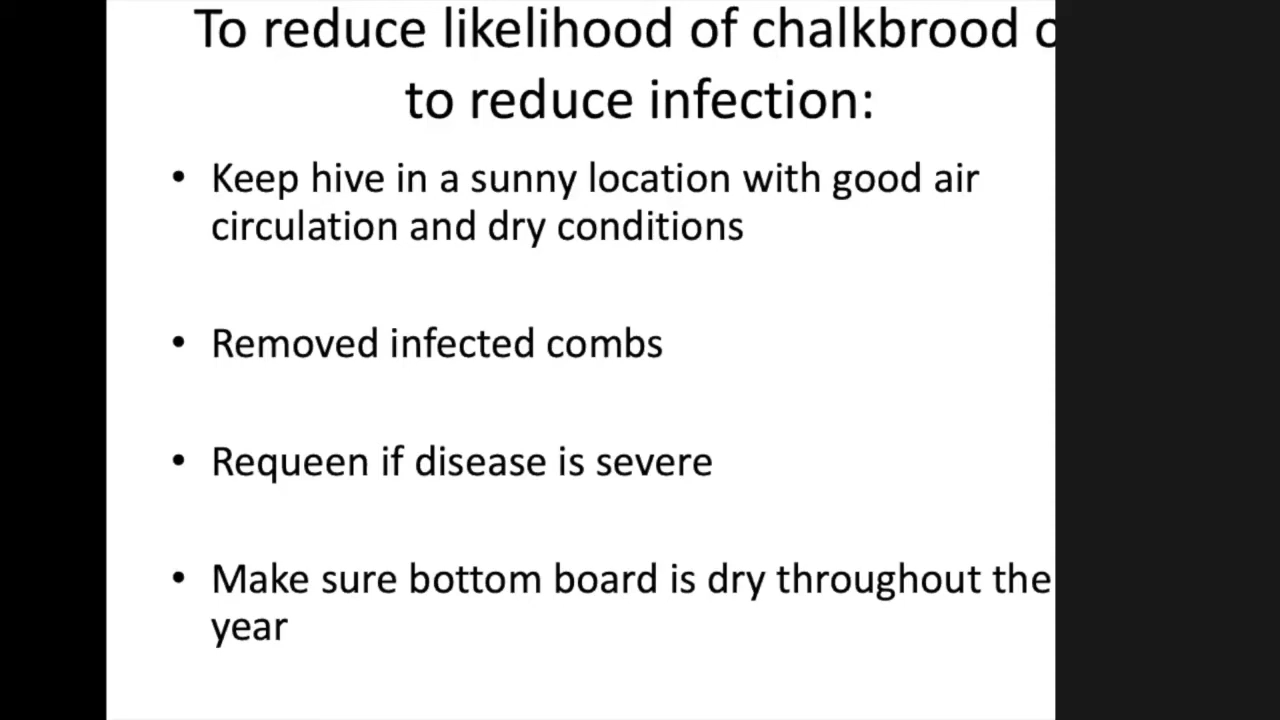 To reduce likelihood of chalkbrood
to reduce infection:
• Keep hive in a sunny location with good air
circulation and dry conditions
• Removed infected combs
• Requeen if disease is severe
• Make sure bottom board is dry throughout the
year